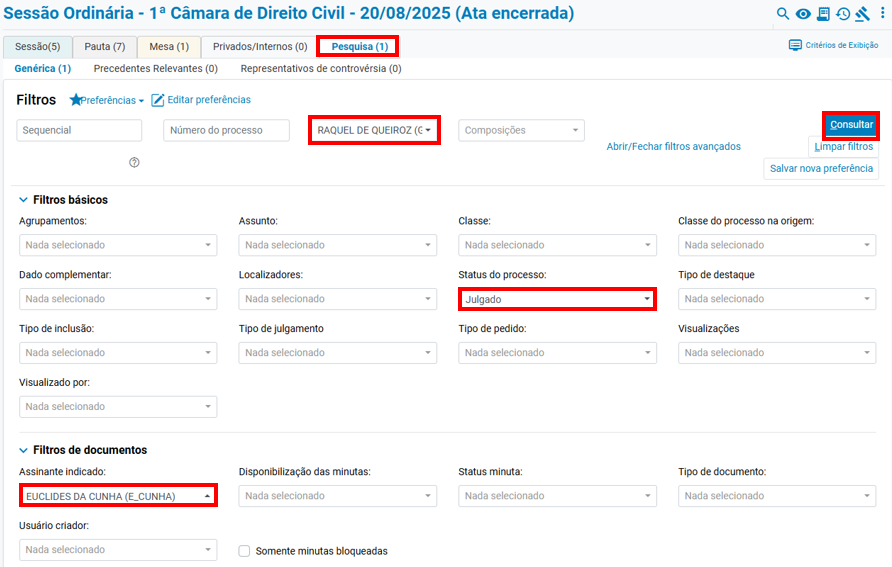 Sessão Ordinária - 1ª Câmara de Direito Civil - 20/08/2025 (Ata encerrada)
Sessão(5) Pauta (7) Mesa (1) Privados/Internos (0) Pesquisa (1) Critérios de Exibição
Genérica (1) Precedentes Relevantes (0) Representativos de controvérsia (0)
Filtros Preferências Editar preferências
Sequencial Número do processo RAQUEL DE QUEIROZ (G Composições Consultar
Abrir/Fechar filtros avançados Limpar filtros
Salvar nova preferência
Filtros básicos
Agrupamentos: Assunto: Classe: Classe do processo na origem:
Nada selecionado Nada selecionado Nada selecionado Nada selecionado
Dado complementar: Localizadores: Status do processo: Tipo de destaque
Nada selecionado Nada selecionado Julgado Nada selecionado
Tipo de inclusão: Tipo de julgamento Tipo de pedido: Visualizações
Nada selecionado Nada selecionado Nada selecionado Nada selecionado
Visualizado por:
Nada selecionado
Filtros de documentos
Assinante indicado: Disponibilização das minutas: Status minuta: Tipo de documento:
EUCLIDES DA CUNHA (E_CUNHA) Nada selecionado Nada selecionado Nada selecionado
Usuário criador:
Nada selecionado Somente minutas bloqueadas